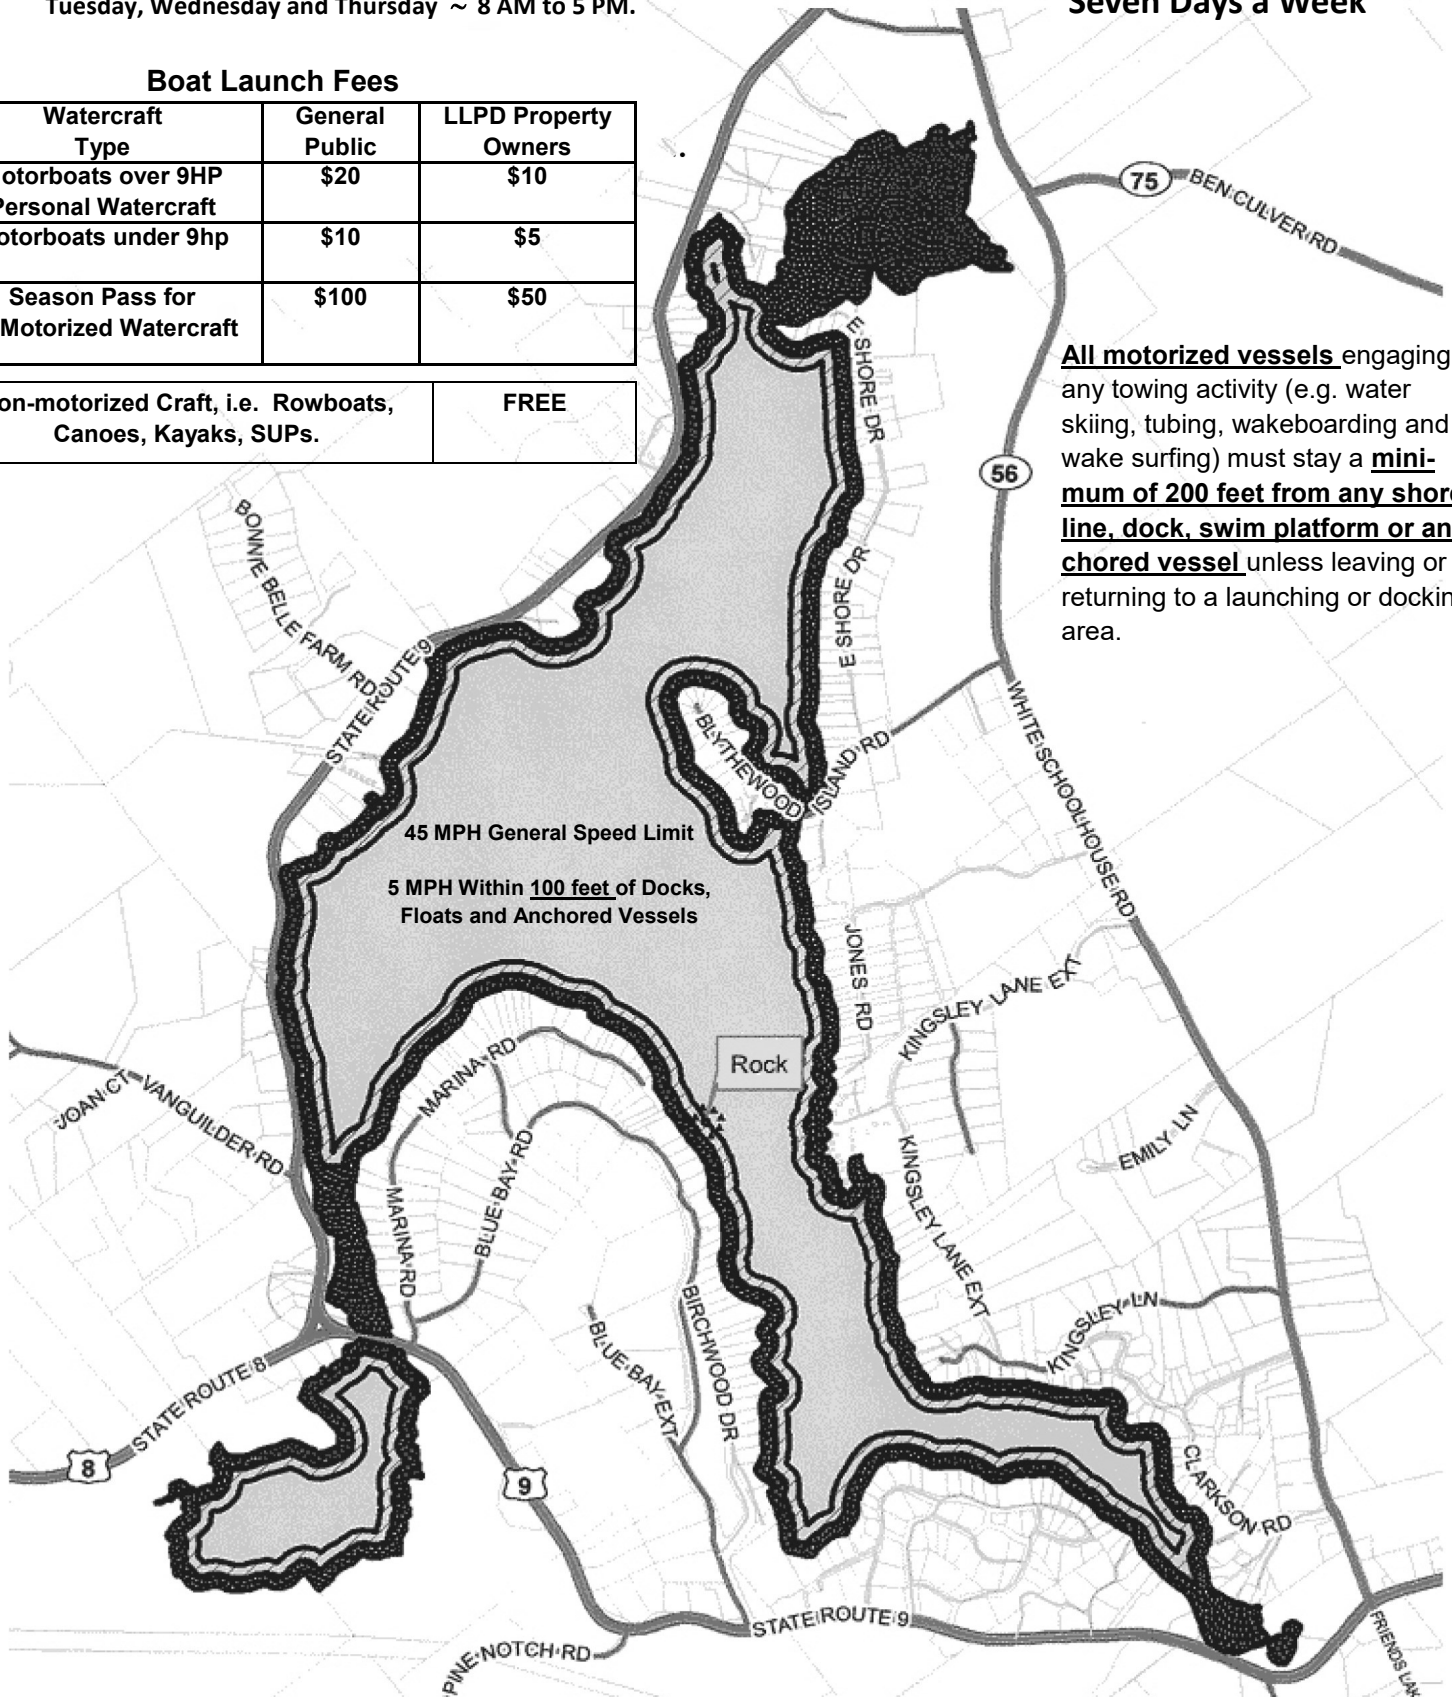 Tuesday, Wednesday and Thursday ~ 8 AM to 5 PM.
Seven Days a Week
Boat Launch Fees
Watercraft Type
General Public
LLPD Property Owners
otorboats over 9HP
Personal Watercraft
$20
$10
otorboats under 9hp
$10
$5
Season Pass for
Motorized Watercraft
$100
$50
on-motorized Craft, i.e. Rowboats,
Canoes, Kayaks, SUPs.
FREE
All motorized vessels engaging
any towing activity (e.g. water
skiing, tubing, wakeboarding and
wake surfing) must stay a mini-
mum of 200 feet from any shore
line, dock, swim platform or an
chored vessel unless leaving or
returning to a launching or dockin
area.
75
BEN CULVER RD
E SHORE DR
56
BONNIE BELLE FARM RD
STATE ROUTE 9
E SHORE DR
BLYTHEWOOD
ISLAND RD
WHITE SCHOOLHOUSE RD
45 MPH General Speed Limit
5 MPH Within 100 feet of Docks,
Floats and Anchored Vessels
JONES RD
KINGSLEY LANE EXT
Rock
MARINA RD
JOAN CT
VANGUILDER RD
EMILY LN
BLUE BAY RD
MARINA RD
KINGSLEY LANE EXT
BIRCHWOOD DR
BLUE BAY EXT
KINGSLEY LN
STATE ROUTE 8
8
9
CLARKSON RD
STATE ROUTE 9
PINE NOTCH RD
FRIENDS LAK